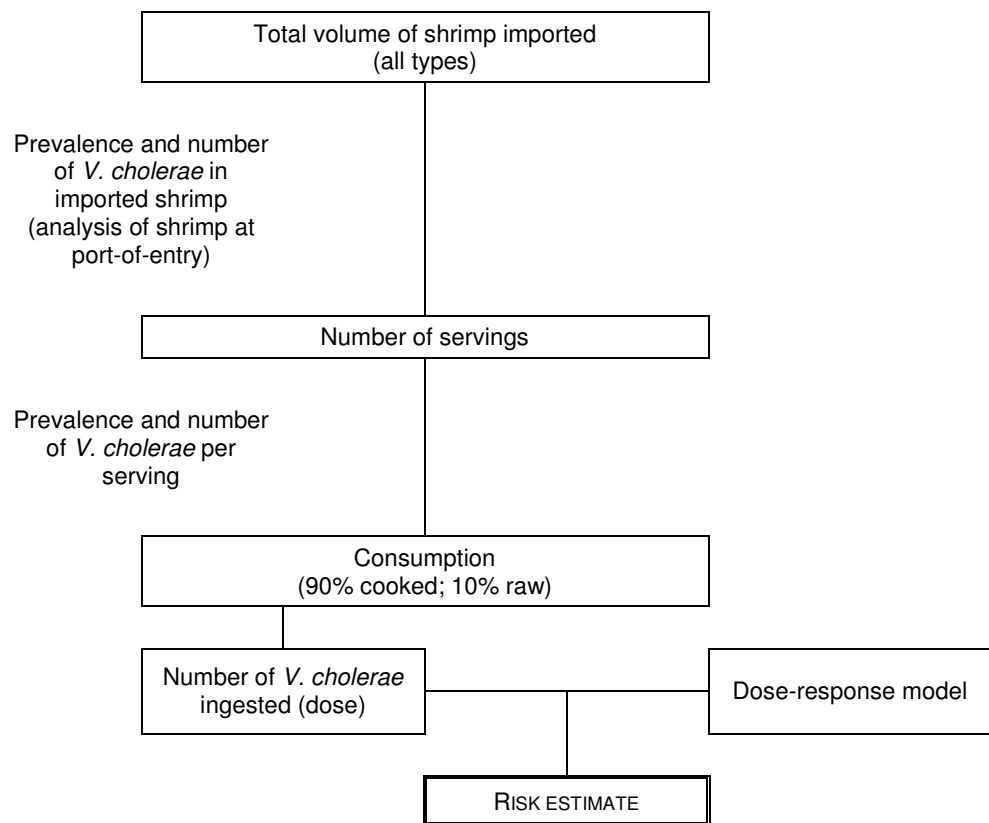 Total volume of shrimp imported
(all types)
Prevalence and number
of V. cholerae in
imported shrimp
(analysis of shrimp at
port-of-entry)
Number of servings
Prevalence and number
of V. cholerae per
serving
Consumption
(90% cooked; 10% raw)
Number of V. cholerae
ingested (dose)
Dose-response model
RISK ESTIMATE